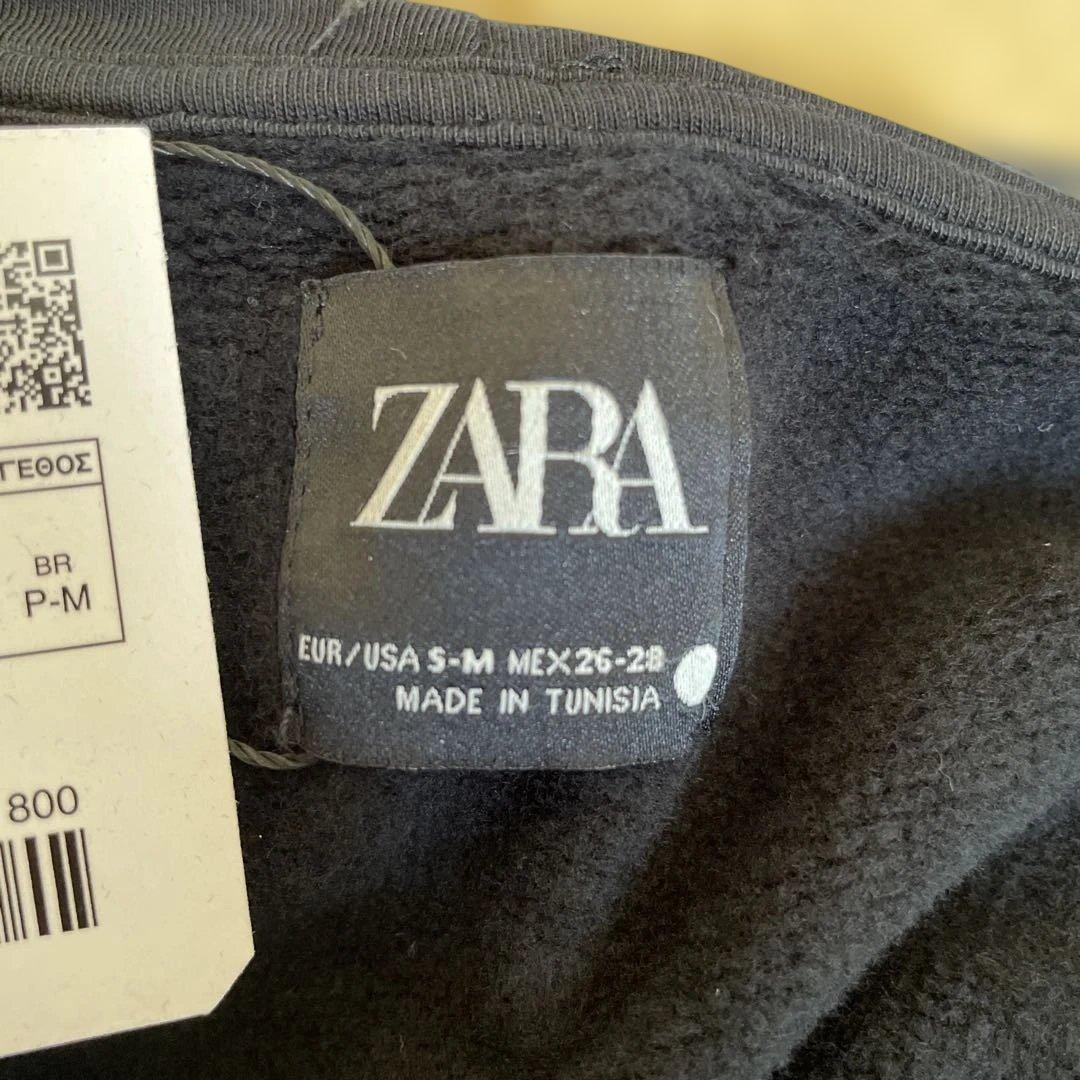 ΓΕΘΟΣ
BR
P-M
800
ZARA
EUR/USA S-M MEX26-28
MADE IN TUNISIA